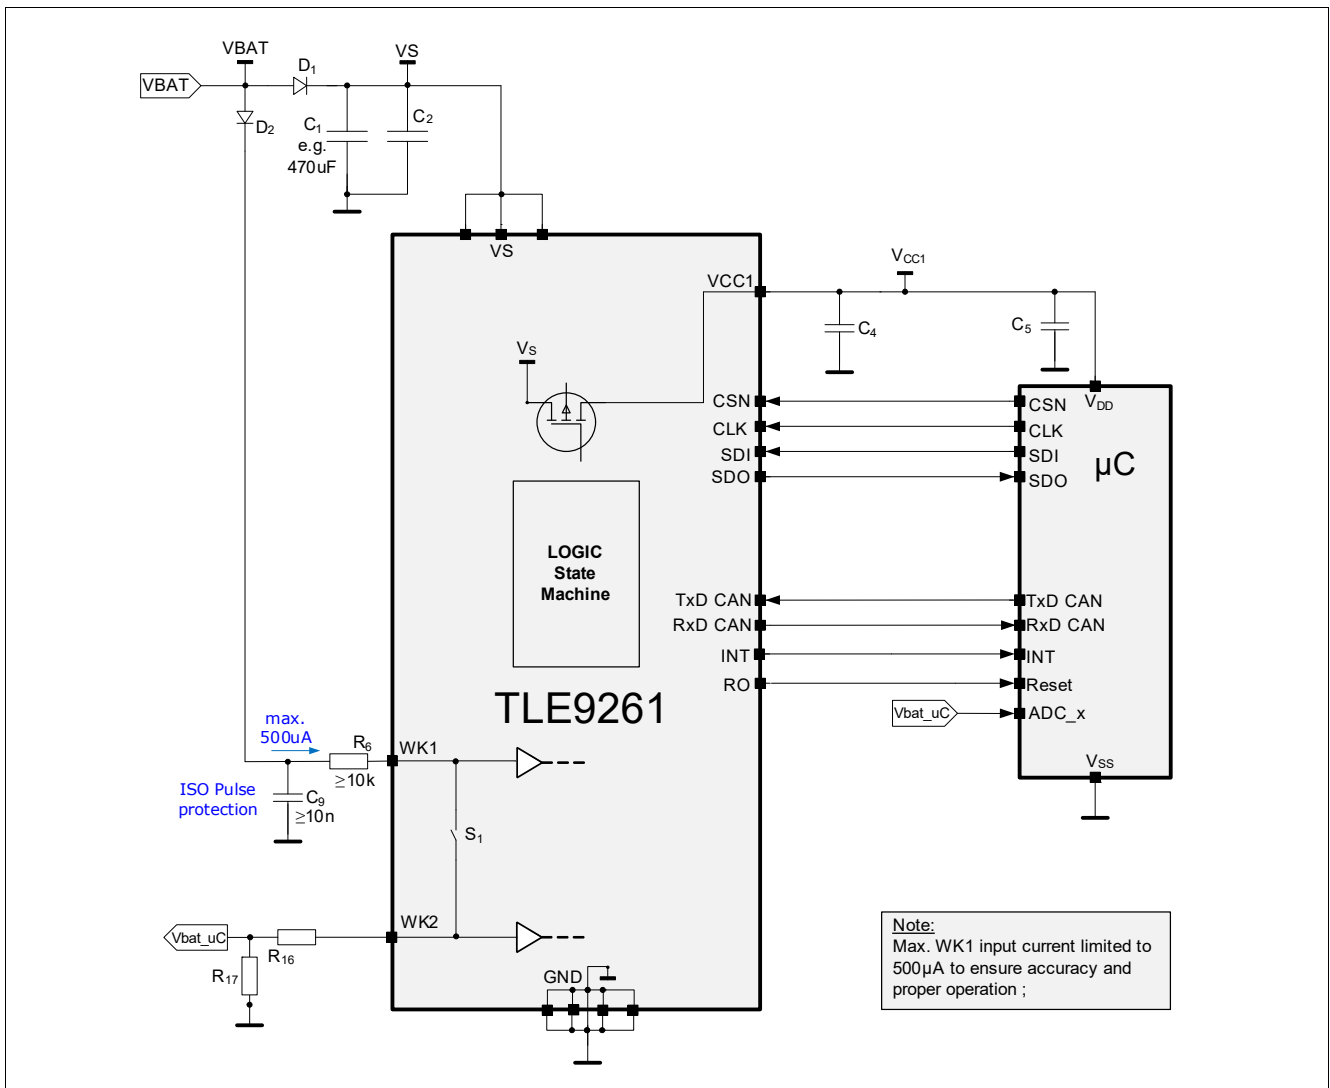 VBAT
VBAT
D1
VS
D2
C1
e.g.
470uF
C2
VS
VCC1
VCC1
C4
C5
VS
CSN
CLK
SDI
SDO
CSN
CLK
SDI
SDO
VDD
µC
LOGIC
State
Machine
TxD CAN
RxD CAN
INT
RO
TxD CAN
RxD CAN
INT
Reset
Vbat_uC
ADC_x
VSS
TLE9261
max.
500uA
R6
≥10k
WK1
ISO Pulse
protection
C9
≥10n
S1
WK2
Vbat_uC
R16
R17
GND
Note:
Max. WK1 input current limited to
500µA to ensure accuracy and
proper operation ;